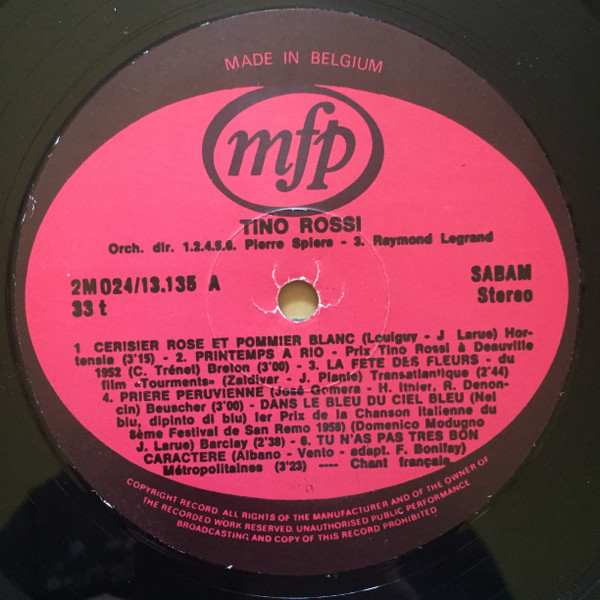 MADE IN BELGIUM
mfp
TINO ROSSI
Orch. dir. 1.2.4.5.6. Pierre Spiers - 3. Raymond Legrand
2M024/13.135 A
33 t
SABAM
Stereo
1 CERISIER ROSE ET POMMIER BLANC (Louiguy - J Larue) Hor-
tensia (3'15) - 2. PRINTEMPS A RIO - Prix Tino Rossi à Deauville
1952 (C. Trénet) Breton (3'00) - 3. LA FETE DES FLEURS - du
film «Tourments» (Zaldivar - J. Plante) Transatlantique (2'44)
4. PRIERE PERUVIENNE (José Gomera - H. Ithier, R. Denon-
cin) Beuscher (3'00) - DANS LE BLEU DU CIEL BLEU (Nel
blu, dipinto di blu) 1er Prix de la Chanson italienne du
8ème Festival de San Remo 1958) (Domenico Modugno
J. Larue) Barclay (2'38) - 6. TU N'AS PAS TRES BON
CARACTERE (Albano - Vento - adapt. F. Bonifay)
Métropolitaines (3'23) ---- Chant français
COPYRIGHT RECORD. ALL RIGHTS OF THE MANUFACTURER AND OF THE OWNER OF
THE RECORDED WORK RESERVED. UNAUTHORISED PUBLIC PERFORMANCE
BROADCASTING AND COPY OF THIS RECORD PROHIBITED